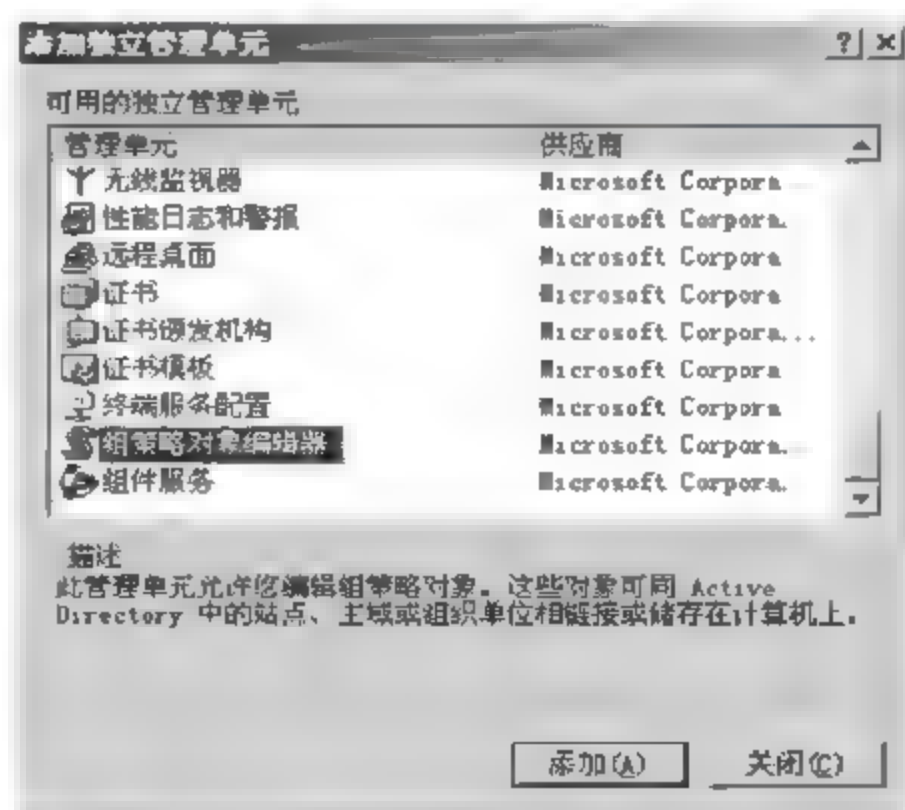 添加独立管理单元
可用的独立管理单元
管理单元 供应商
无线监视器 Microsoft Corpora
性能日志和警报 Microsoft Corpora.
远程桌面 Microsoft Corpora
证书 Microsoft Corpora
证书颁发机构 Microsoft Corpora...
证书模板 Microsoft Corpora
终端服务配置 Microsoft Corpora
组策略对象编辑器 Microsoft Corpora.
组件服务 Microsoft Corpora.
描述
此管理单元允许您编辑组策略对象。这些对象可同 Active
Directory 中的站点、主域或组织单位相链接或储存在计算机上。
添加(A) 关闭(C)